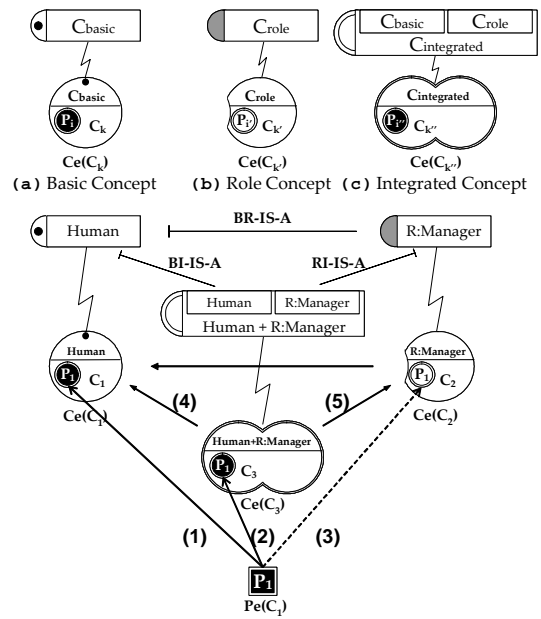 Cbasic
Crole
Cbasic Crole
Cintegrated
Cbasic
Pi Ck
Ce(Ck)
Crole
Pi' Ck'
Ce(Ck')
Cintegrated
Pi'' Ck''
Ce(Ck'')
(a) Basic Concept
(b) Role Concept
(c) Integrated Concept
Human
BR-IS-A
R:Manager
BI-IS-A
RI-IS-A
Human R:Manager
Human + R:Manager
Human
P1 C1
Ce(C1)
R:Manager
P1 C2
Ce(C2)
(4)
(5)
Human+R:Manager
P1 C3
Ce(C3)
(1)
(2)
(3)
P1
Pe(C1)